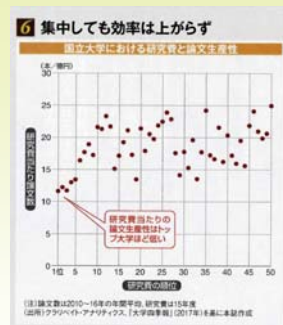 6 集中しても効率は上がらず
国立大学における研究費と論文生産性
(本/億円)
30
25
20
15
10
5
0
研究費当たり論文数
研究費当たりの
論文生産性はトッ
プ大学ほど低い
1位 5 10 15 20 25 30 35 40 45 50
研究費の順位
(注)論文数は2010〜16年の年間平均、研究費は15年度
(出所)クラリベイト・アナリティクス、「大学四季報」(2017年)を基に本誌作成